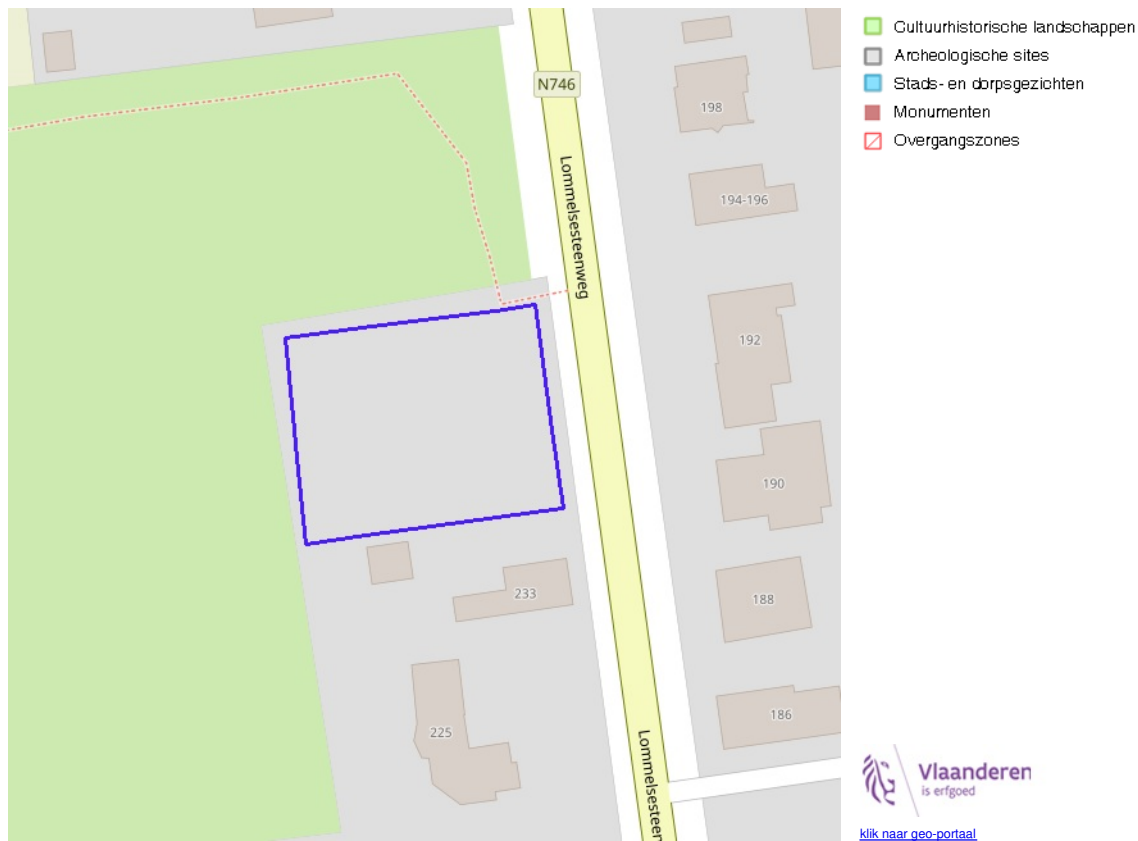 N746
Lommelsesteenweg
198
194-196
192
190
188
186
233
225
Lommelsesteen
Cultuurhistorische landschappen
Archeologische sites
Stads- en dorpsgezichten
Monumenten
Overgangszones
Vlaanderen
is erfgoed
klik naar geo-portaal